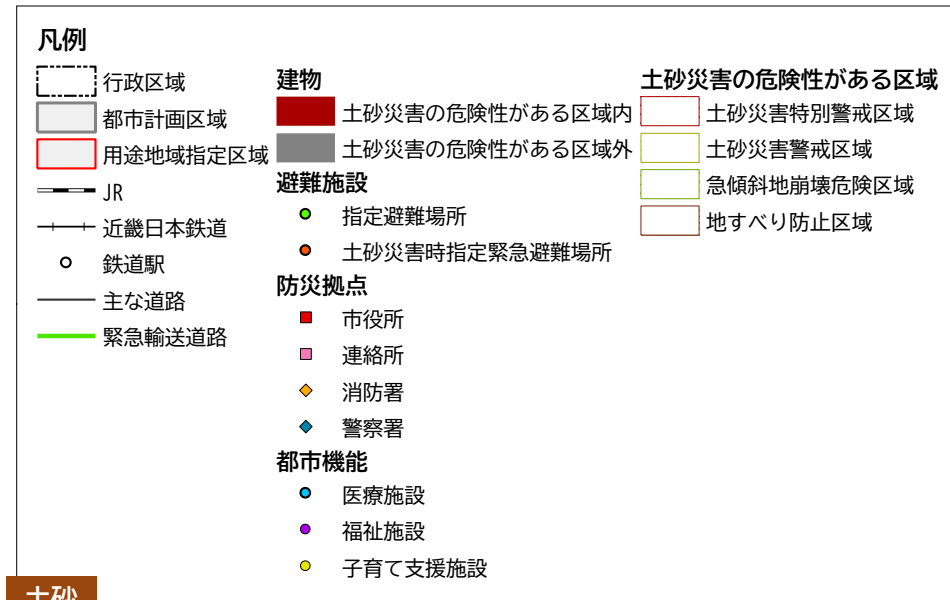 凡例
行政区域
都市計画区域
用途地域指定区域
JR
近畿日本鉄道
鉄道駅
主な道路
緊急輸送道路
建物
土砂災害の危険性がある区域内
土砂災害の危険性がある区域外
避難施設
指定避難場所
土砂災害時指定緊急避難場所
防災拠点
市役所
連絡所
消防署
警察署
都市機能
医療施設
福祉施設
子育て支援施設
土砂災害の危険性がある区域
土砂災害特別警戒区域
土砂災害警戒区域
急傾斜地崩壊危険区域
地すべり防止区域
土砂